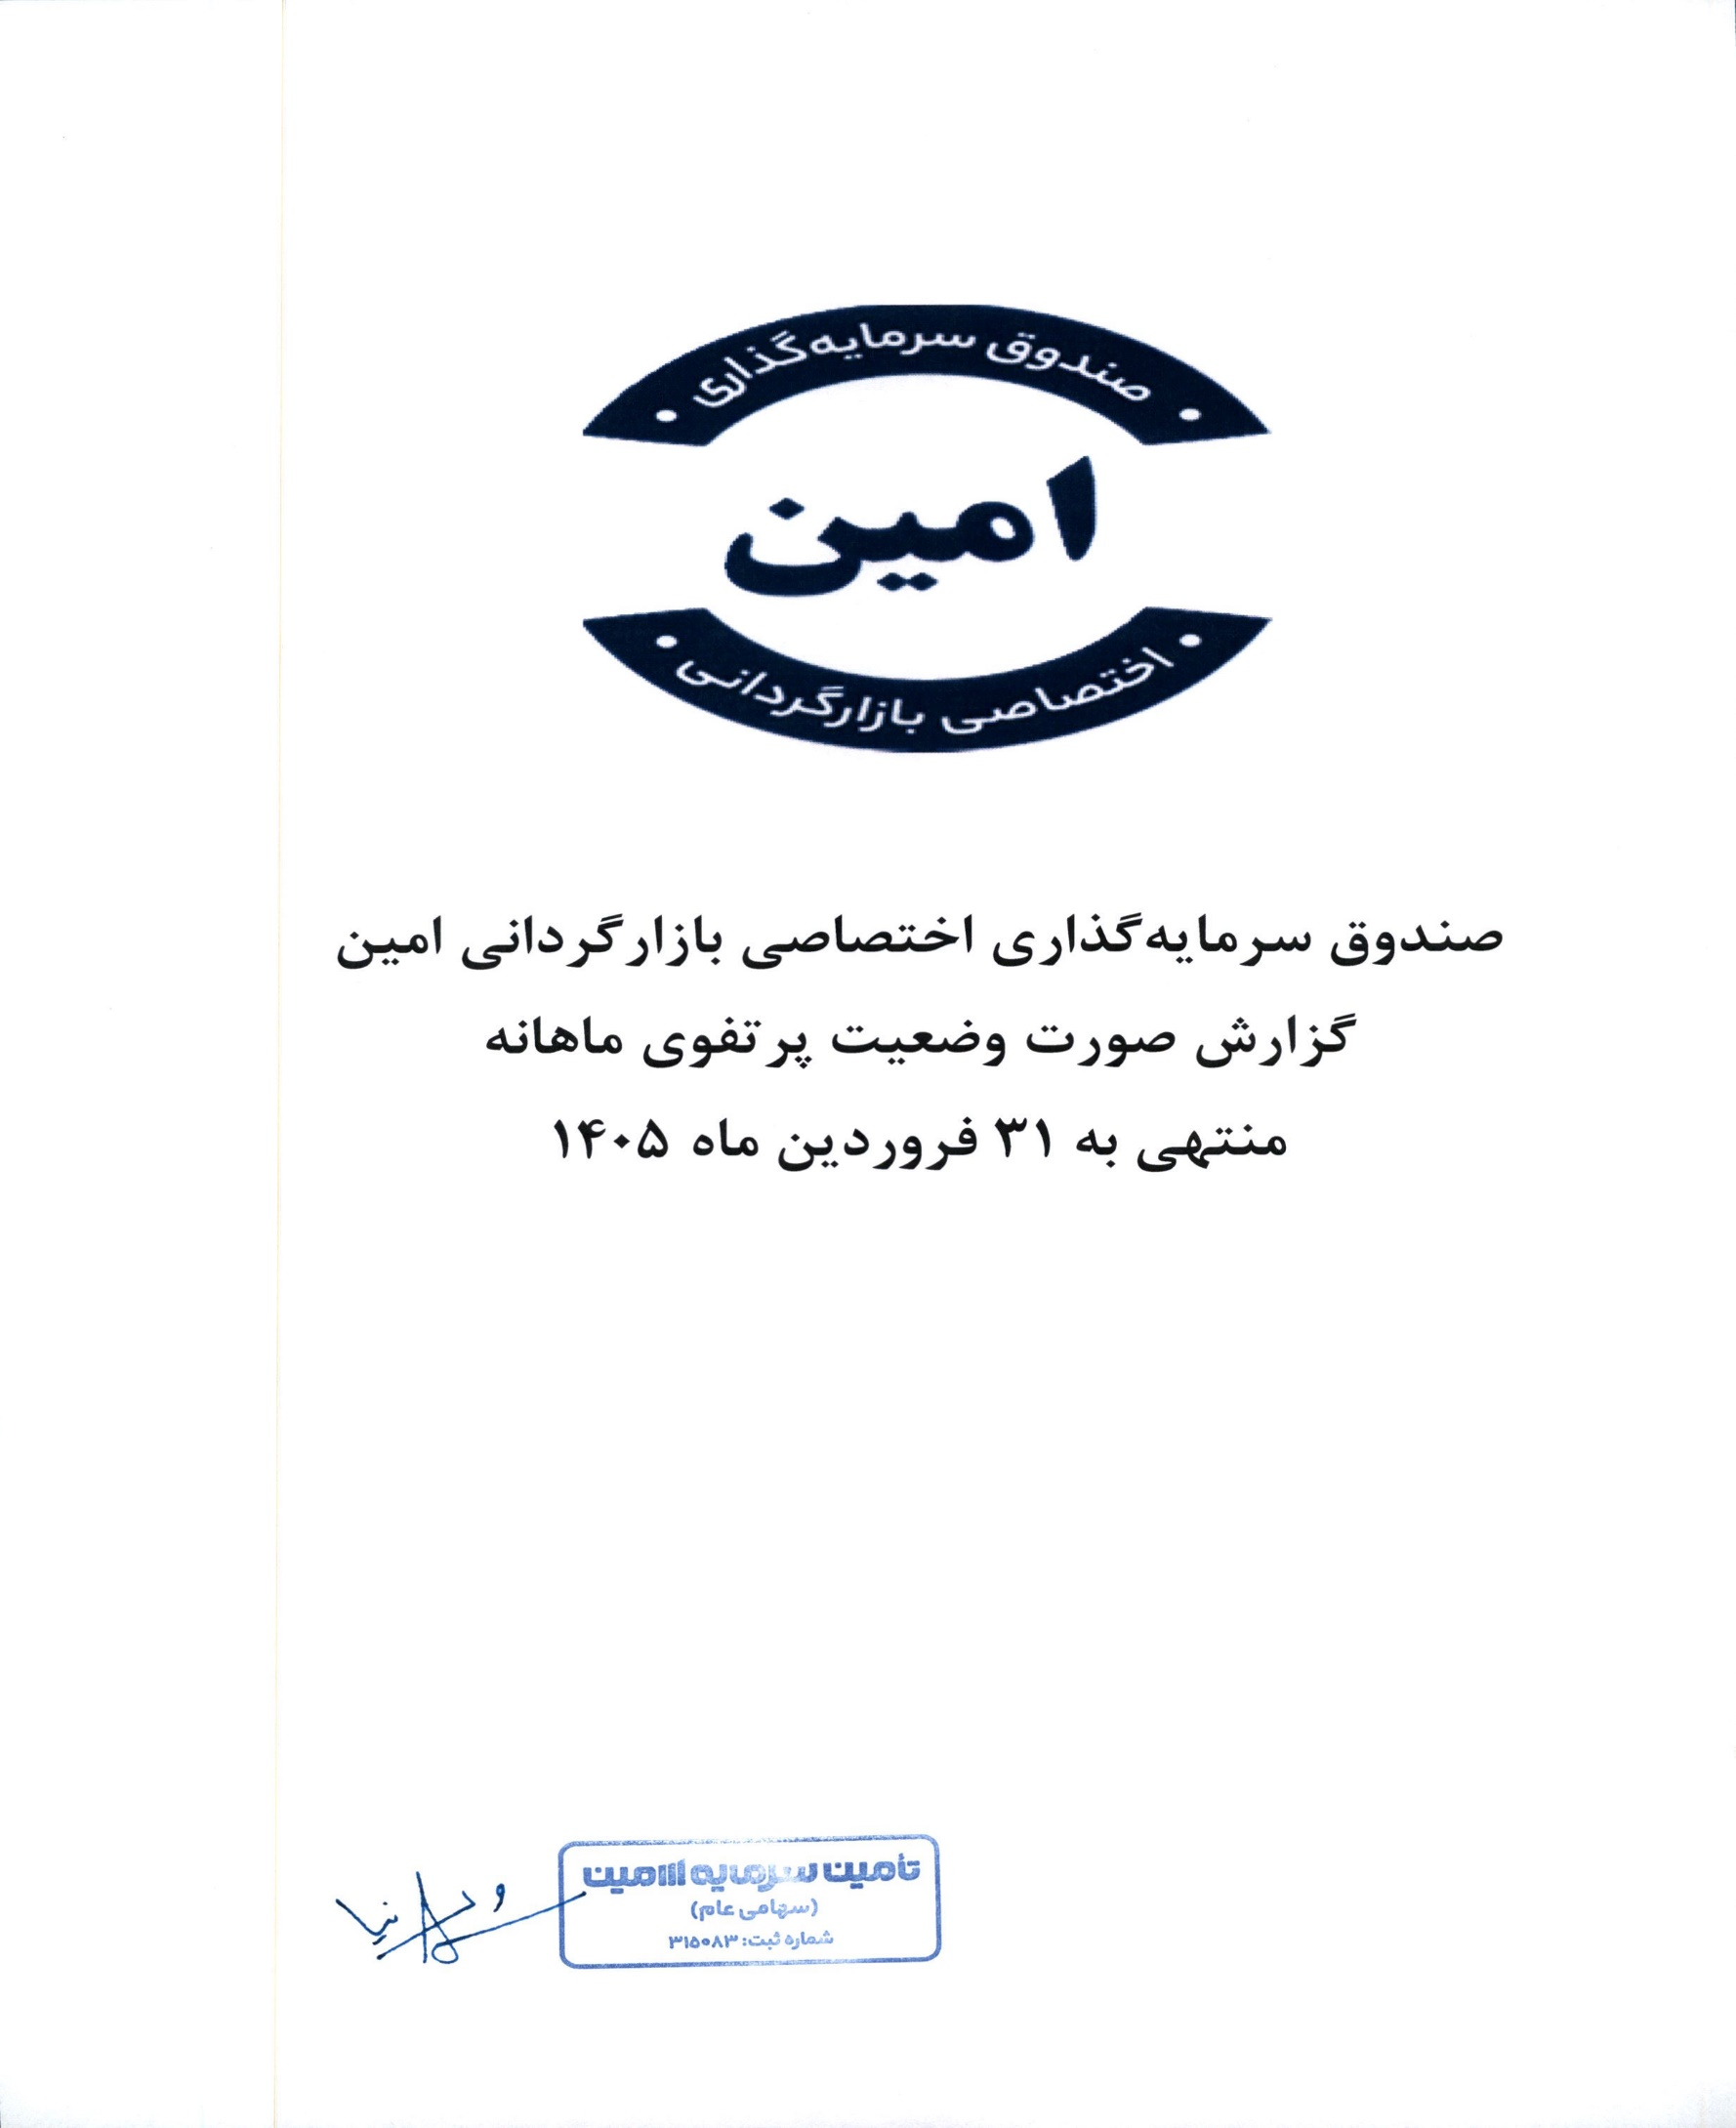 صندوق سرمایه‌گذاری
امین
اختصاصی بازارگردانی
صندوق سرمایه‌گذاری اختصاصی بازارگردانی امین
گزارش صورت وضعیت پرتفوی ماهانه
منتهی به ۳۱ فروردین ماه ۱۴۰۵
تأمین سرمایه امین
(سهامی عام)
شماره ثبت: ۳۱۵۰۸۳